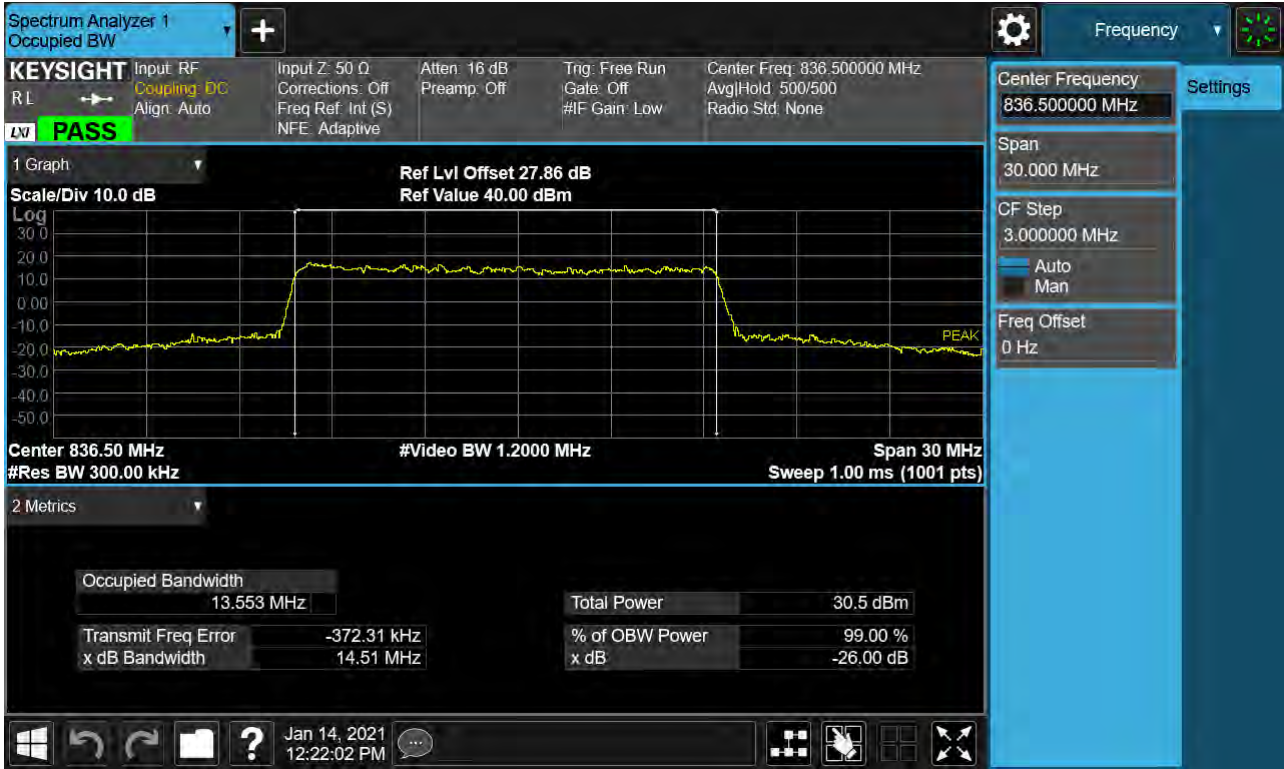 Spectrum Analyzer 1
Occupied BW
Frequency
KEYSIGHT
R L
LXI
PASS
Input: RF
Coupling: DC
Align: Auto
Input Z: 50 Ω
Corrections: Off
Freq Ref: Int (S)
NFE: Adaptive
Atten: 16 dB
Preamp: Off
Trig: Free Run
Gate: Off
#IF Gain: Low
Center Freq: 836.500000 MHz
Avg|Hold: 500/500
Radio Std: None
Center Frequency
836.500000 MHz
Settings
Span
30.000 MHz
CF Step
3.000000 MHz
Auto
Man
Freq Offset
0 Hz
1 Graph
Scale/Div 10.0 dB
Ref Lvl Offset 27.86 dB
Ref Value 40.00 dBm
Log
30.0
20.0
10.0
0.00
-10.0
-20.0
-30.0
-40.0
-50.0
PEAK
Center 836.50 MHz
#Video BW 1.2000 MHz
Span 30 MHz
#Res BW 300.00 kHz
Sweep 1.00 ms (1001 pts)
2 Metrics
Occupied Bandwidth
13.553 MHz
Total Power 30.5 dBm
Transmit Freq Error -372.31 kHz
% of OBW Power 99.00 %
x dB Bandwidth 14.51 MHz
x dB -26.00 dB
?
Jan 14, 2021
12:22:02 PM